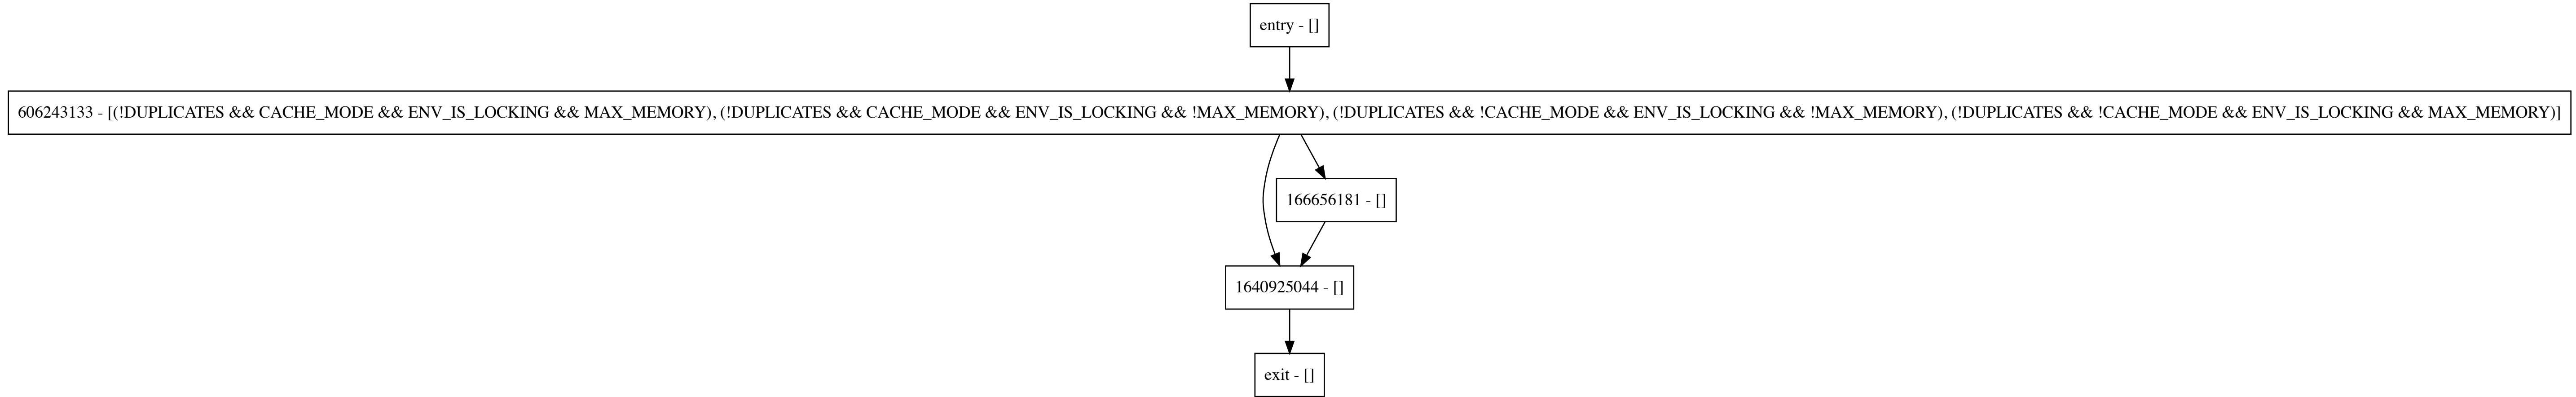 entry - []
606243133 - [(!DUPLICATES && CACHE_MODE && ENV_IS_LOCKING && MAX_MEMORY), (!DUPLICATES && CACHE_MODE && ENV_IS_LOCKING && !MAX_MEMORY), (!DUPLICATES && !CACHE_MODE && ENV_IS_LOCKING && !MAX_MEMORY), (!DUPLICATES && !CACHE_MODE && ENV_IS_LOCKING && MAX_MEMORY)]
166656181 - []
1640925044 - []
exit - []